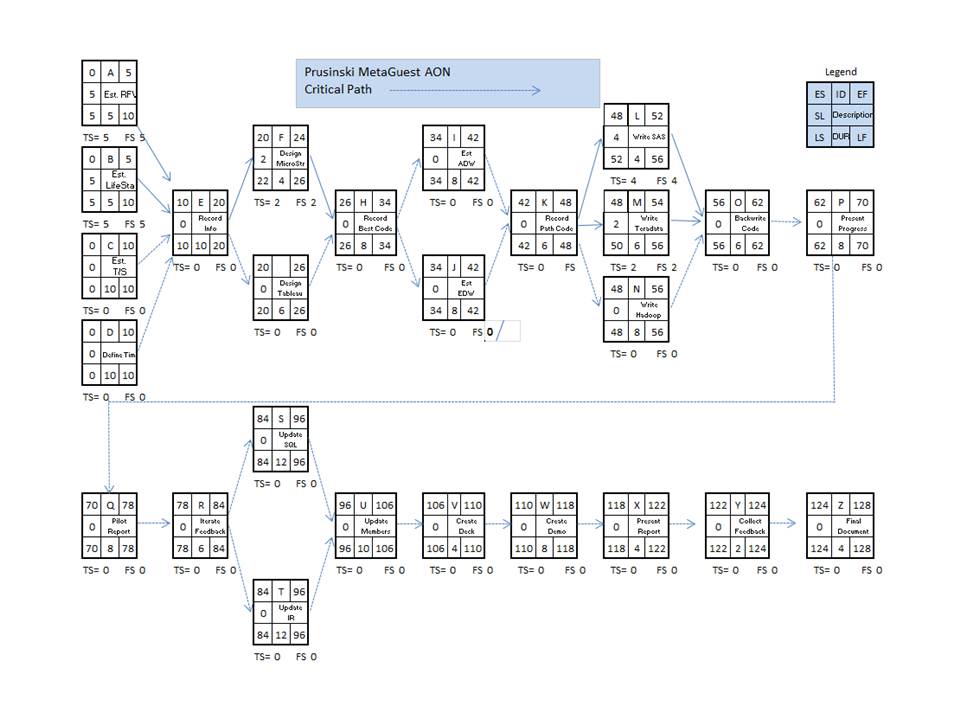 Prusinski MetaGuest AON
Critical Path
Legend
ES ID EF
SL Description
LS DUR LF
0 A 5
5 Est. RFV
5 5 10
TS= 5 FS 5
0 B 5
5 Est. LifeSta
5 5 10
TS= 5 FS 5
0 C 10
0 Est. T/S
0 10 10
TS= 0 FS 0
0 D 10
0 Define Tim
0 10 10
TS= 0 FS 0
10 E 20
0 Record Info
10 10 20
TS= 0 FS 0
20 F 24
2 Design MicroStr
22 4 26
TS= 2 FS 2
20 26
0 Design Tableau
20 6 26
TS= 0 FS 0
26 H 34
0 Record Best Code
26 8 34
TS= 0 FS 0
34 I 42
0 Est ADW
34 8 42
TS= 0 FS 0
34 J 42
0 Est EDW
34 8 42
TS= 0 FS 0
42 K 48
0 Record Path Code
42 6 48
TS= 0 FS
48 L 52
4 Write SAS
52 4 56
TS= 4 FS 4
48 M 54
2 Write Teradata
50 6 56
TS= 2 FS 2
48 N 56
0 Write Hadoop
48 8 56
TS= 0 FS 0
56 O 62
0 Backwrite Code
56 6 62
TS= 0 FS 0
62 P 70
0 Present Progress
62 8 70
TS= 0 FS 0
70 Q 78
0 Pilot Report
70 8 78
TS= 0 FS 0
78 R 84
0 Iterate Feedback
78 6 84
TS= 0 FS 0
84 S 96
0 Update SQL
84 12 96
TS= 0 FS 0
84 T 96
0 Update IR
84 12 96
TS= 0 FS 0
96 U 106
0 Update Members
96 10 106
TS= 0 FS 0
106 V 110
0 Create Deck
106 4 110
TS= 0 FS 0
110 W 118
0 Create Demo
110 8 118
TS= 0 FS 0
118 X 122
0 Present Report
118 4 122
TS= 0 FS 0
122 Y 124
0 Collect Feedback
122 2 124
TS= 0 FS 0
124 Z 128
0 Final Document
124 4 128
TS= 0 FS 0